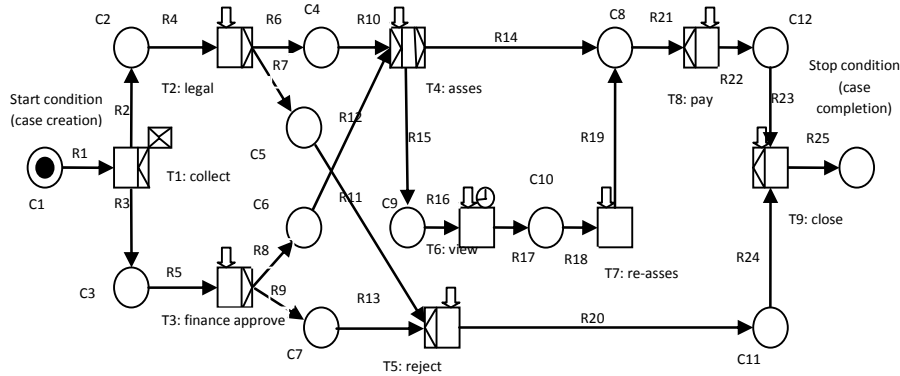 C2
R4
R6
C4
R10
C8
R21
C12
R14
R7
T2: legal
T4: asses
T8: pay
R22
Stop condition
(case
completion)
Start condition
(case creation)
R2
R12
R23
R15
R19
C5
R1
T1: collect
R25
C1
R3
C6
R11
C9
R16
C10
T9: close
T6: view
R17
R18
R8
R24
C3
R5
T7: re-asses
R9
R13
T3: finance approve
R20
C7
T5: reject
C11